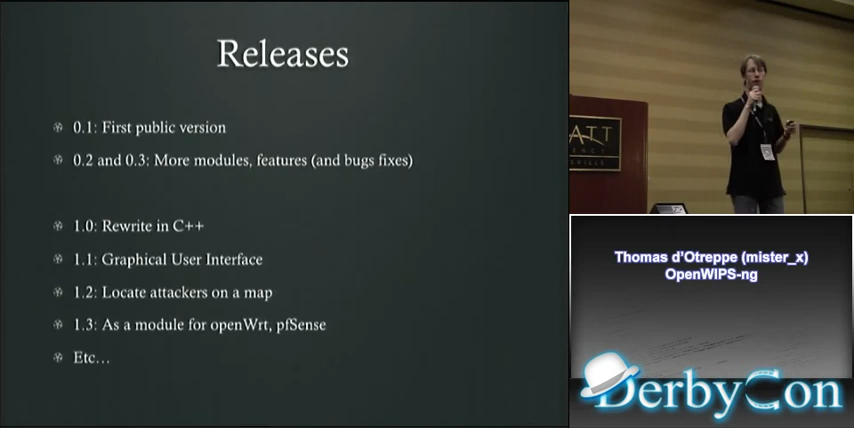 Releases
0.1: First public version
0.2 and 0.3: More modules, features (and bugs fixes)
1.0: Rewrite in C++
1.1: Graphical User Interface
1.2: Locate attackers on a map
1.3: As a module for openWrt, pfSense
Etc...
ATT
Thomas d'Otreppe (mister_x)
OpenWIPS-ng
DerbyCon